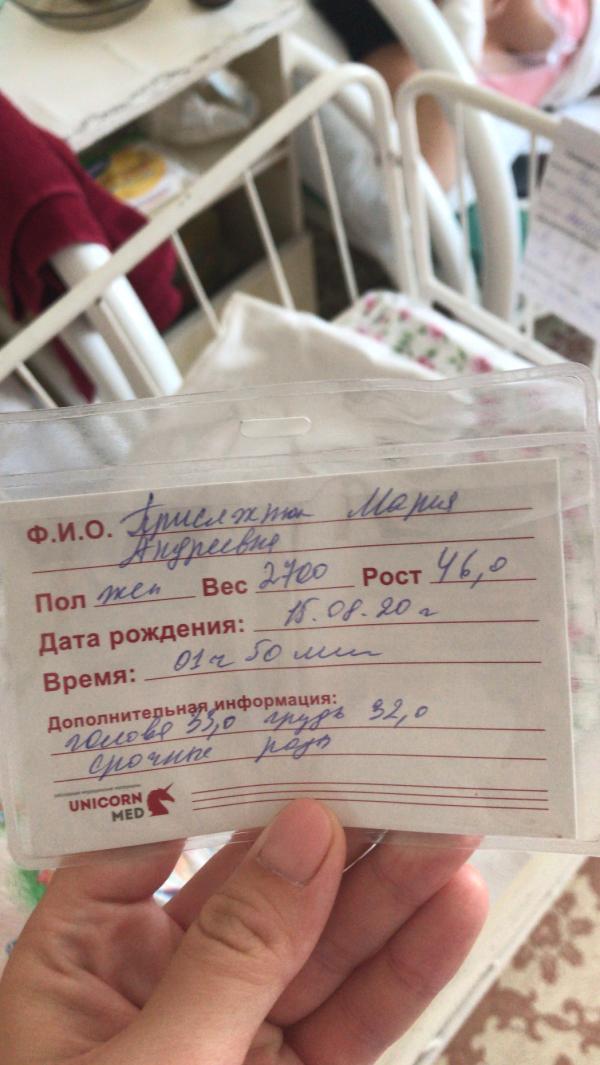 Ф.И.О. Присяжнюк Мария
Андреевна
Пол жен Вес 2700 Рост 46,0
Дата рождения: 15.08.20 г
Время: 01ч 50 мин
Дополнительная информация:
голова 33,0 грудь 32,0
срочные роды
UNICORN
MED